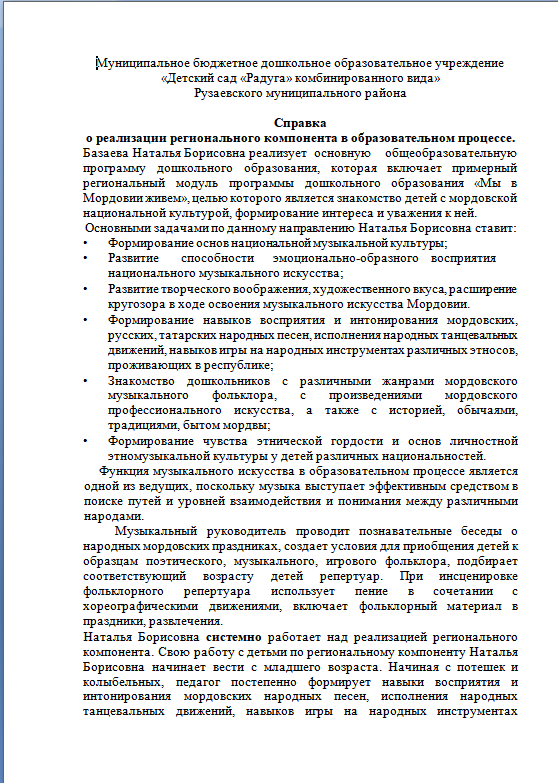 Муниципальное бюджетное дошкольное образовательное учреждение
«Детский сад «Радуга» комбинированного вида»
Рузаевского муниципального района
Справка
о реализации регионального компонента в образовательном процессе.
Базаева Наталья Борисовна реализует основную общеобразовательную
программу дошкольного образования, которая включает примерный
региональный модуль программы дошкольного образования «Мы в
Мордовии живем», целью которого является знакомство детей с мордовской
национальной культурой, формирование интереса и уважения к ней.
Основными задачами по данному направлению Наталья Борисовна ставит:
• Формирование основ национальной музыкальной культуры;
• Развитие способности эмоционально-образного восприятия
национального музыкального искусства;
• Развитие творческого воображения, художественного вкуса, расширение
кругозора в ходе освоения музыкального искусства Мордовии.
• Формирование навыков восприятия и интонирования мордовских,
русских, татарских народных песен, исполнения народных танцевальных
движений, навыков игры на народных инструментах различных этносов,
проживающих в республике;
• Знакомство дошкольников с различными жанрами мордовского
музыкального фольклора, с произведениями мордовского
профессионального искусства, а также с историей, обычаями,
традициями, бытом мордвы;
• Формирование чувства этнической гордости и основ личностной
этномузыкальной культуры у детей различных национальностей.
Функция музыкального искусства в образовательном процессе является
одной из ведущих, поскольку музыка выступает эффективным средством в
поиске путей и уровней взаимодействия и понимания между различными
народами.
Музыкальный руководитель проводит познавательные беседы о
народных мордовских праздниках, создает условия для приобщения детей к
образцам поэтического, музыкального, игрового фольклора, подбирает
соответствующий возрасту детей репертуар. При инсценировке
фольклорного репертуара использует пение в сочетании с
хореографическими движениями, включает фольклорный материал в
праздники, развлечения.
Наталья Борисовна системно работает над реализацией регионального
компонента. Свою работу с детьми по региональному компоненту Наталья
Борисовна начинает вести с младшего возраста. Начиная с потешек и
колыбельных, педагог постепенно формирует навыки восприятия и
интонирования мордовских народных песен, исполнения народных
танцевальных движений, навыков игры на народных инструментах